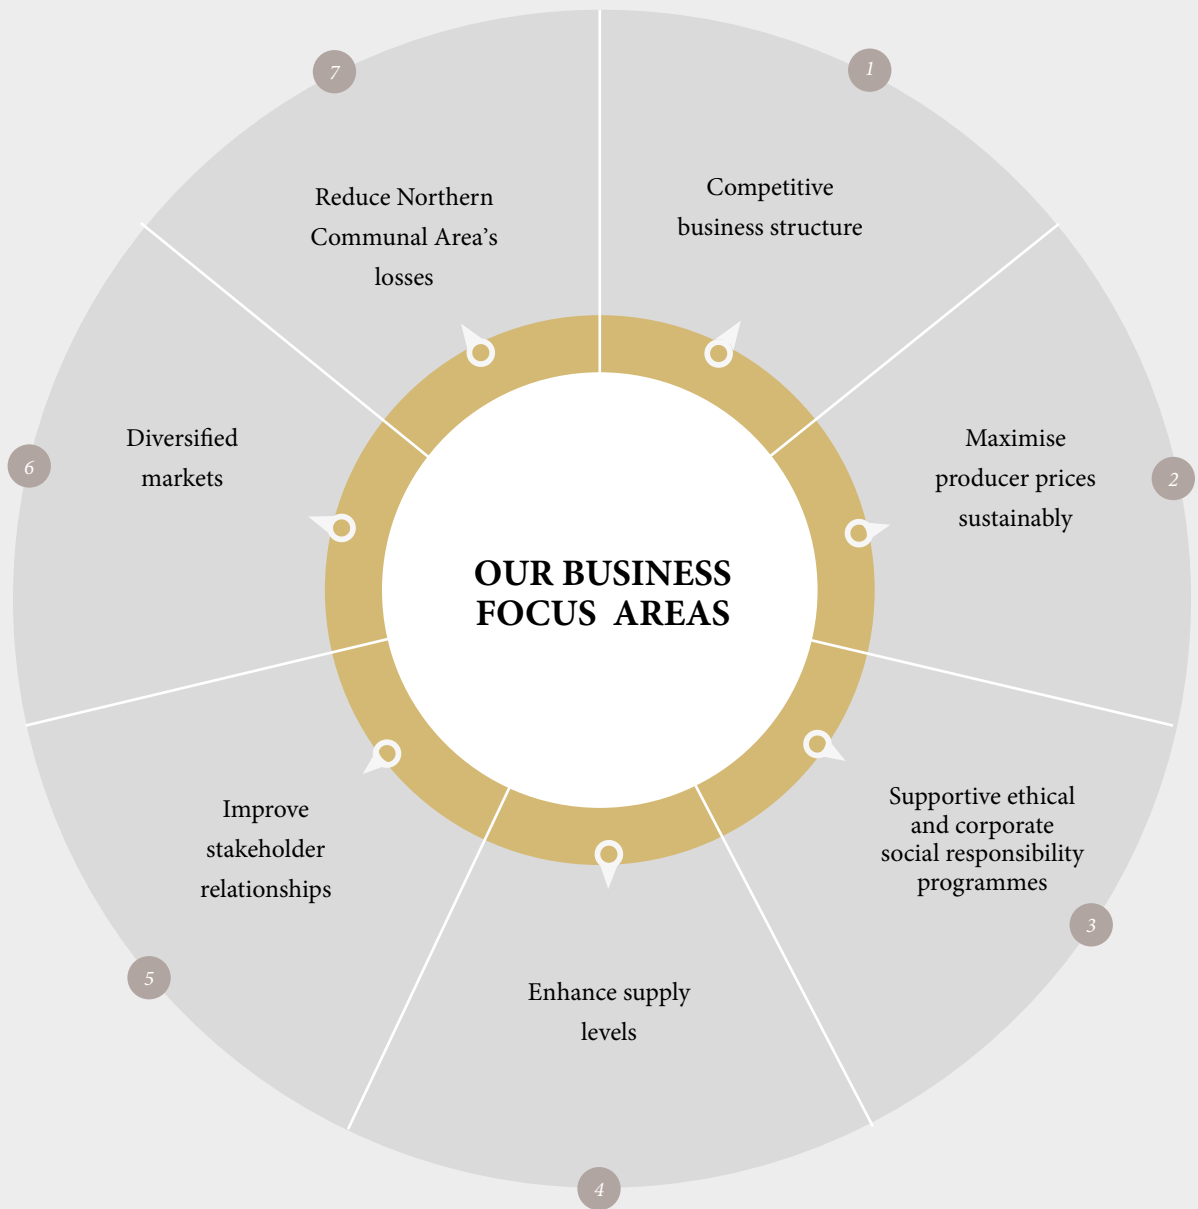 OUR BUSINESS
FOCUS AREAS
1
Competitive
business structure
2
Maximise
producer prices
sustainably
3
Supportive ethical
and corporate
social responsibility
programmes
4
Enhance supply
levels
5
Improve
stakeholder
relationships
6
Diversified
markets
7
Reduce Northern
Communal Area’s
losses